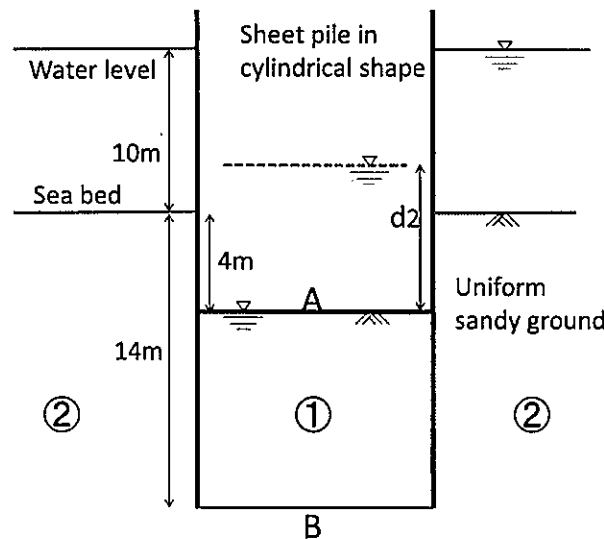 Sheet pile in
cylindrical shape
Water level
10m
Sea bed
d2
4m
A
Uniform
sandy ground
14m
②
①
②
B